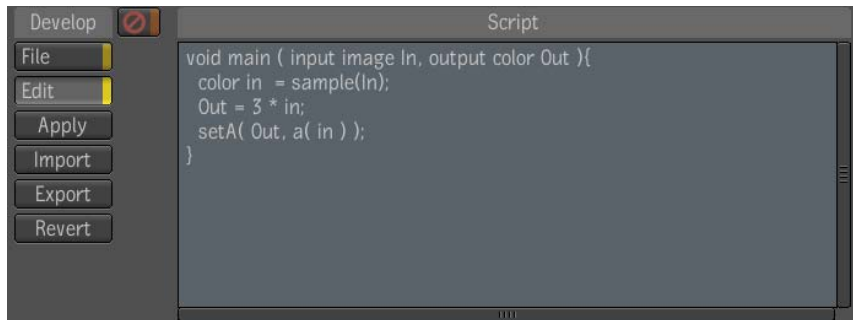 Develop
Script
File
Edit
Apply
Import
Export
Revert
void main ( input image In, output color Out ){
color in = sample(In);
Out = 3 * in;
setA( Out, a( in ) );
}